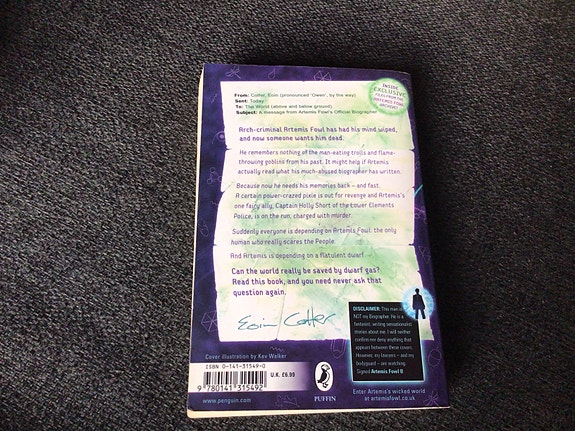 From: Colfer, Eoin (pronounced 'Owen', by the way)
Sent: Today
To: The World (above and below ground)
Subject: A message from Artemis Fowl's Official Biographer
INSIDE
EXCLUSIVE
FILES FROM THE
ARTEMIS FOWL
ARCHIVES
Arch-criminal Artemis Fowl has had his mind wiped,
and now someone wants him dead.
He remembers nothing of the man-eating trolls and flame-
throwing goblins from his past. It might help if Artemis
actually read what his much-abused biographer has written.
Because now he needs his memories back – and fast.
A certain power-crazed pixie is out for revenge and Artemis's
one fairy ally, Captain Holly Short of the Lower Elements
Police, is on the run, charged with murder.
Suddenly everyone is depending on Artemis Fowl: the only
human who really scares the People.
And Artemis is depending on a flatulent dwarf...
Can the world really be saved by dwarf gas?
Read this book, and you need never ask that
question again.
Eoin Colfer
DISCLAIMER: This man is
NOT my Biographer. He is a
fantasist, writing sensationalist
stories about me. I will neither
confirm nor deny anything that
appears between these covers.
However, my lawyers – and my
bodyguard – are watching.
Signed Artemis Fowl II
Cover illustration by Kev Walker
ISBN 0-141-31549-0
9 780141 315492
U.K. £6.99
www.penguin.com
PUFFIN
Enter Artemis's wicked world
at artemisfowl.co.uk